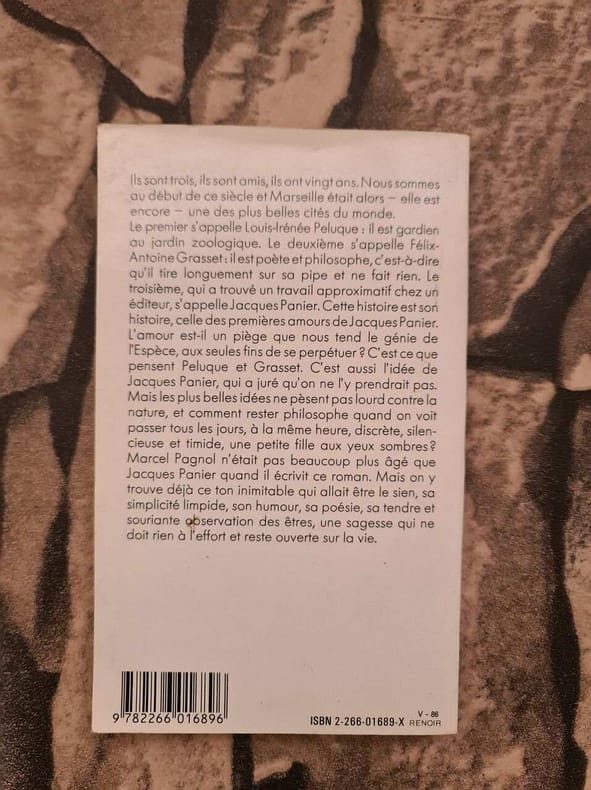 Ils sont trois, ils sont amis, ils ont vingt ans. Nous sommes
au début de ce siècle et Marseille était alors – elle est
encore – une des plus belles cités du monde.
Le premier s'appelle Louis-Irénée Peluque : il est gardien
au jardin zoologique. Le deuxième s'appelle Félix-
Antoine Grasset : il est poète et philosophe, c'est-à-dire
qu'il tire longuement sur sa pipe et ne fait rien. Le
troisième, qui a trouvé un travail approximatif chez un
éditeur, s'appelle Jacques Panier. Cette histoire est son
histoire, celle des premières amours de Jacques Panier.
L'amour est-il un piège que nous tend le génie de
l'Espèce, aux seules fins de se perpétuer ? C'est ce que
pensent Peluque et Grasset. C'est aussi l'idée de
Jacques Panier, qui a juré qu'on ne l'y prendrait pas.
Mais les plus belles idées ne pèsent pas lourd contre la
nature, et comment rester philosophe quand on voit
passer tous les jours, à la même heure, discrète, silen-
cieuse et timide, une petite fille aux yeux sombres ?
Marcel Pagnol n'était pas beaucoup plus âgé que
Jacques Panier quand il écrivit ce roman. Mais on y
trouve déjà ce ton inimitable qui allait être le sien, sa
simplicité limpide, son humour, sa poésie, sa tendre et
souriante observation des êtres, une sagesse qui ne
doit rien à l'effort et reste ouverte sur la vie.
9 782266 016896
ISBN 2-266-01689-X
V - 86
RENOIR